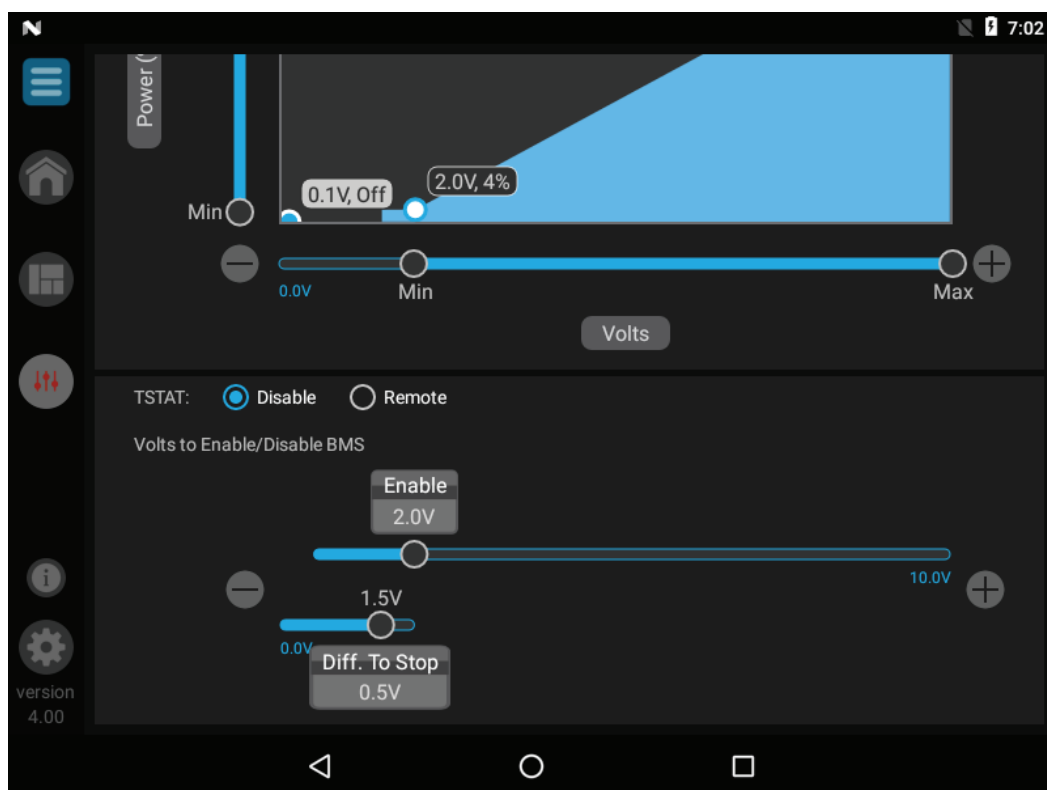 7:02
Power (
0.1V, Off
2.0V, 4%
Min
0.0V
Min
Max
Volts
TSTAT: Disable Remote
Volts to Enable/Disable BMS
Enable
2.0V
10.0V
1.5V
0.0V
Diff. To Stop
0.5V
version
4.00